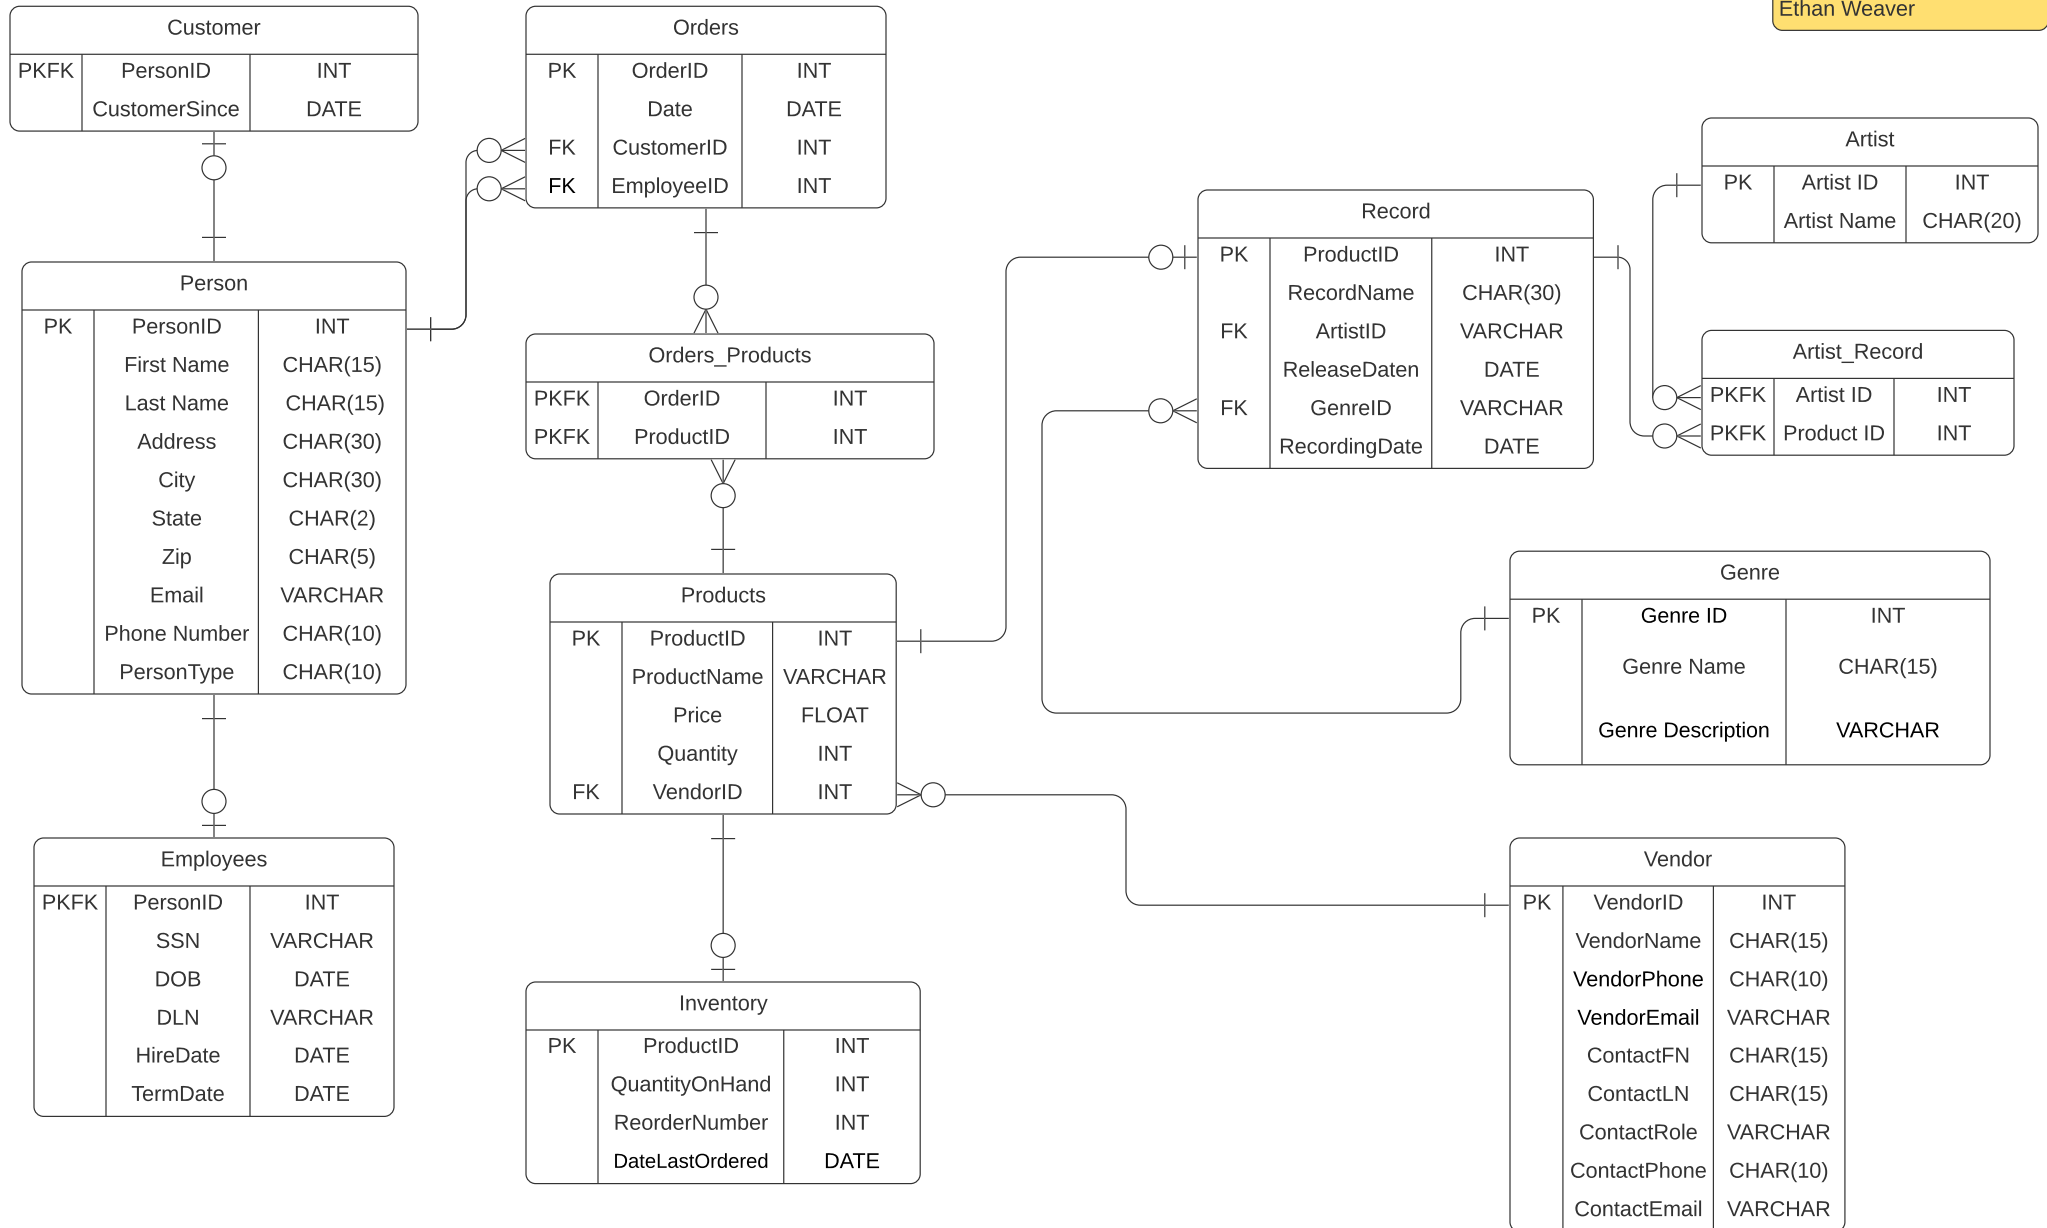 Ethan Weaver
Customer
PKFK PersonID INT
CustomerSince DATE
Orders
PK OrderID INT
Date DATE
FK CustomerID INT
FK EmployeeID INT
Person
PK PersonID INT
First Name CHAR(15)
Last Name CHAR(15)
Address CHAR(30)
City CHAR(30)
State CHAR(2)
Zip CHAR(5)
Email VARCHAR
Phone Number CHAR(10)
PersonType CHAR(10)
Orders_Products
PKFK OrderID INT
PKFK ProductID INT
Employees
PKFK PersonID INT
SSN VARCHAR
DOB DATE
DLN VARCHAR
HireDate DATE
TermDate DATE
Products
PK ProductID INT
ProductName VARCHAR
Price FLOAT
Quantity INT
FK VendorID INT
Inventory
PK ProductID INT
QuantityOnHand INT
ReorderNumber INT
DateLastOrdered DATE
Record
PK ProductID INT
RecordName CHAR(30)
FK ArtistID VARCHAR
ReleaseDaten DATE
FK GenreID VARCHAR
RecordingDate DATE
Artist
PK Artist ID INT
Artist Name CHAR(20)
Artist_Record
PKFK Artist ID INT
PKFK Product ID INT
Genre
PK Genre ID INT
Genre Name CHAR(15)
Genre Description VARCHAR
Vendor
PK VendorID INT
VendorName CHAR(15)
VendorPhone CHAR(10)
VendorEmail VARCHAR
ContactFN CHAR(15)
ContactLN CHAR(15)
ContactRole VARCHAR
ContactPhone CHAR(10)
ContactEmail VARCHAR